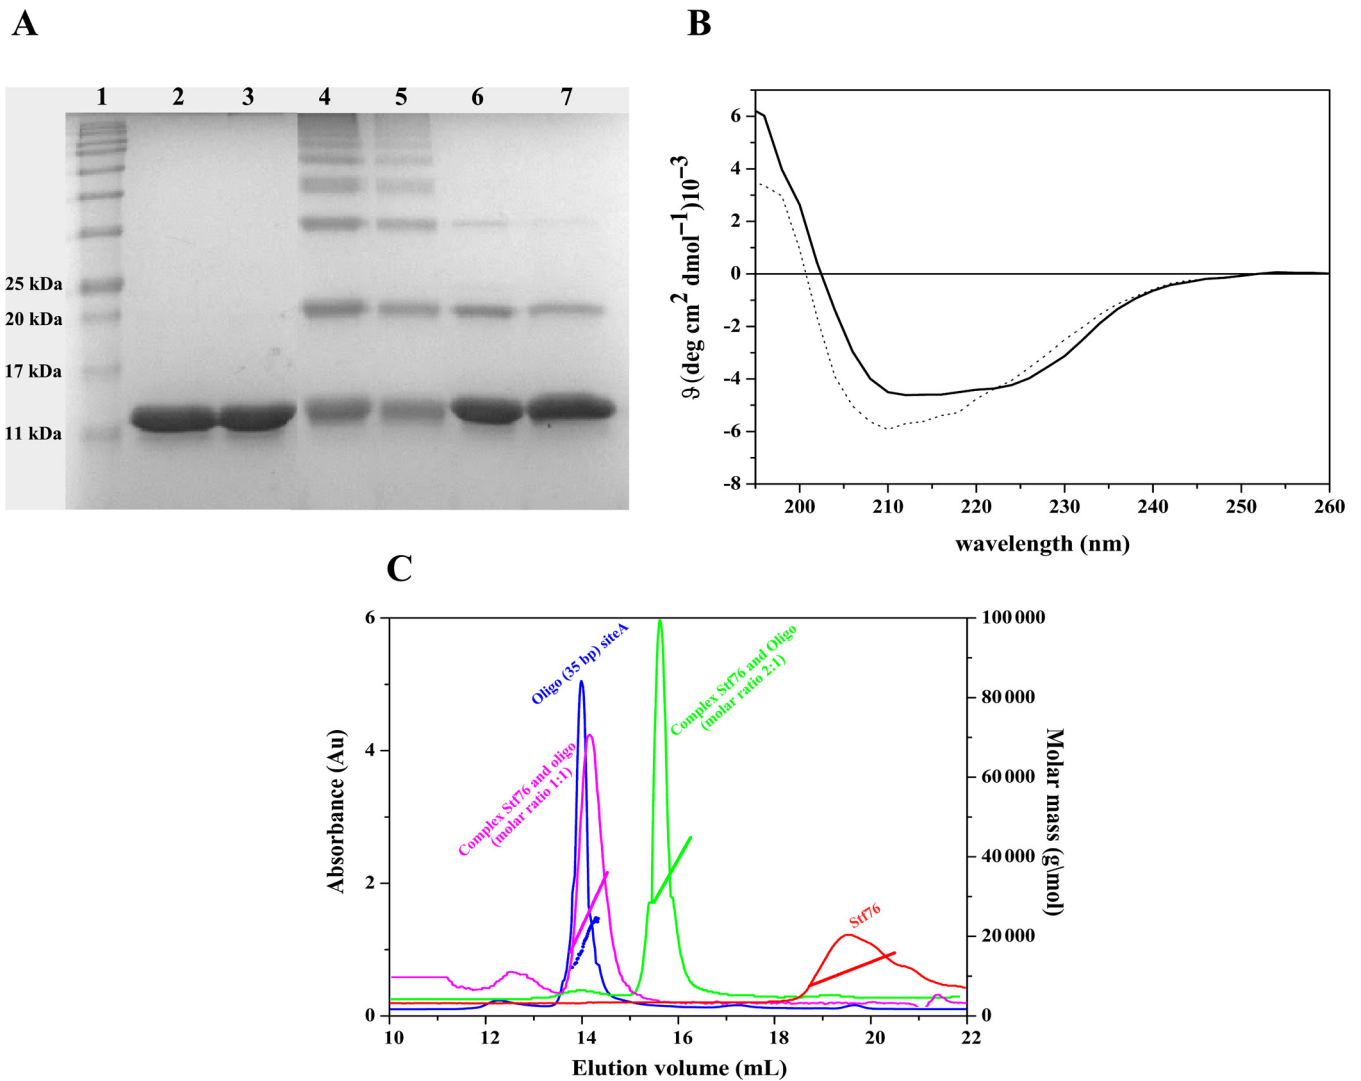 A
1 2 3 4 5 6 7
25 kDa
20 kDa
17 kDa
11 kDa
B
6
4
2
0
-2
-4
-6
-8
ϑ (deg cm² dmol⁻¹)10⁻³
200 210 220 230 240 250 260
wavelength (nm)
C
6
4
2
0
Absorbance (Au)
Oligo (35 bp) siteA
Complex Stf76 and oligo
(molar ratio 1:1)
Complex Stf76 and Oligo
(molar ratio 2:1)
Stf76
100 000
80 000
60 000
40 000
20 000
0
Molar mass (g\mol)
10 12 14 16 18 20 22
Elution volume (mL)